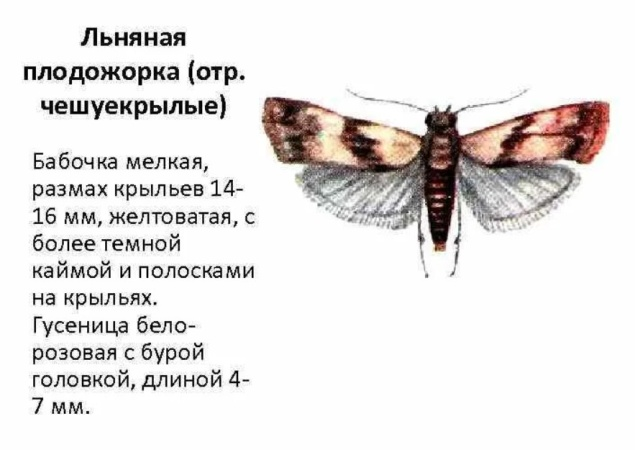 Льняная
плодожорка (отр.
чешуекрылые)
Бабочка мелкая,
размах крыльев 14-
16 мм, желтоватая, с
более темной
каймой и полосками
на крыльях.
Гусеница бело-
розовая с бурой
головкой, длиной 4-
7 мм.